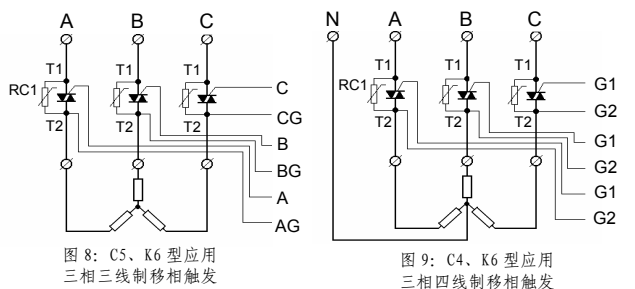 A B C
T1 T1 T1
RC1
T2 T2 T2
C
CG
B
BG
A
AG
图 8: C5、K6 型应用
三相三线制移相触发
N A B C
T1 T1 T1
RC1
T2 T2 T2
G1
G2
G1
G2
G1
G2
图 9: C4、K6 型应用
三相四线制移相触发